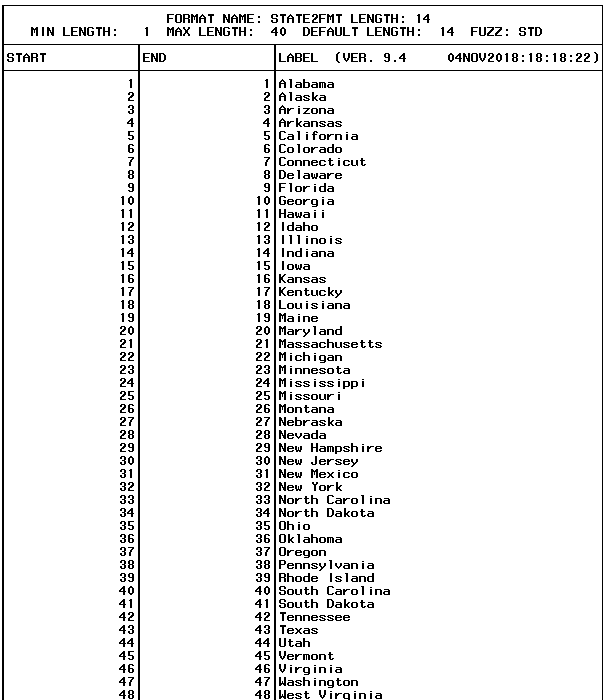 FORMAT NAME: STATE2FMT LENGTH: 14
MIN LENGTH: 1 MAX LENGTH: 40 DEFAULT LENGTH: 14 FUZZ: STD
START END LABEL (VER. 9.4 04NOV2018:18:18:22)
1 1 Alabama
2 2 Alaska
3 3 Arizona
4 4 Arkansas
5 5 California
6 6 Colorado
7 7 Connecticut
8 8 Delaware
9 9 Florida
10 10 Georgia
11 11 Hawaii
12 12 Idaho
13 13 Illinois
14 14 Indiana
15 15 Iowa
16 16 Kansas
17 17 Kentucky
18 18 Louisiana
19 19 Maine
20 20 Maryland
21 21 Massachusetts
22 22 Michigan
23 23 Minnesota
24 24 Mississippi
25 25 Missouri
26 26 Montana
27 27 Nebraska
28 28 Nevada
29 29 New Hampshire
30 30 New Jersey
31 31 New Mexico
32 32 New York
33 33 North Carolina
34 34 North Dakota
35 35 Ohio
36 36 Oklahoma
37 37 Oregon
38 38 Pennsylvania
39 39 Rhode Island
40 40 South Carolina
41 41 South Dakota
42 42 Tennessee
43 43 Texas
44 44 Utah
45 45 Vermont
46 46 Virginia
47 47 Washington
48 48 West Virginia